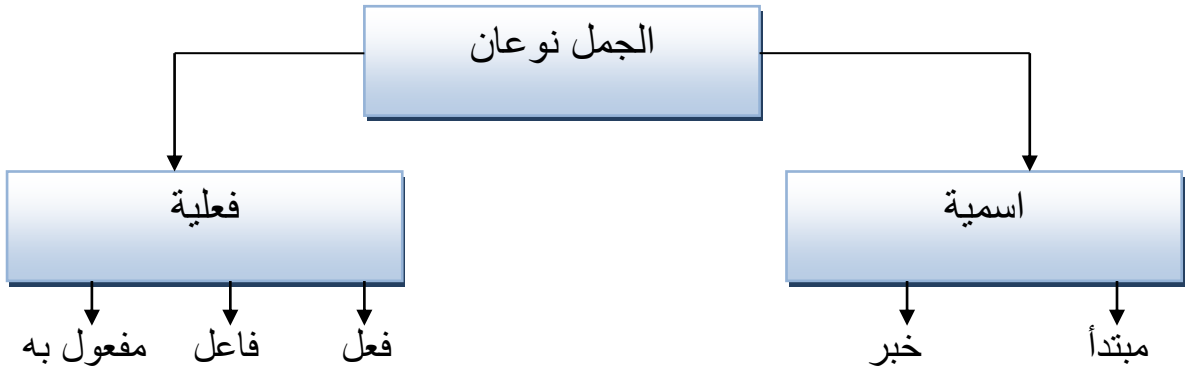 الجمل نوعان
اسمية
فعلية
مبتدأ
خبر
فعل
فاعل
مفعول به